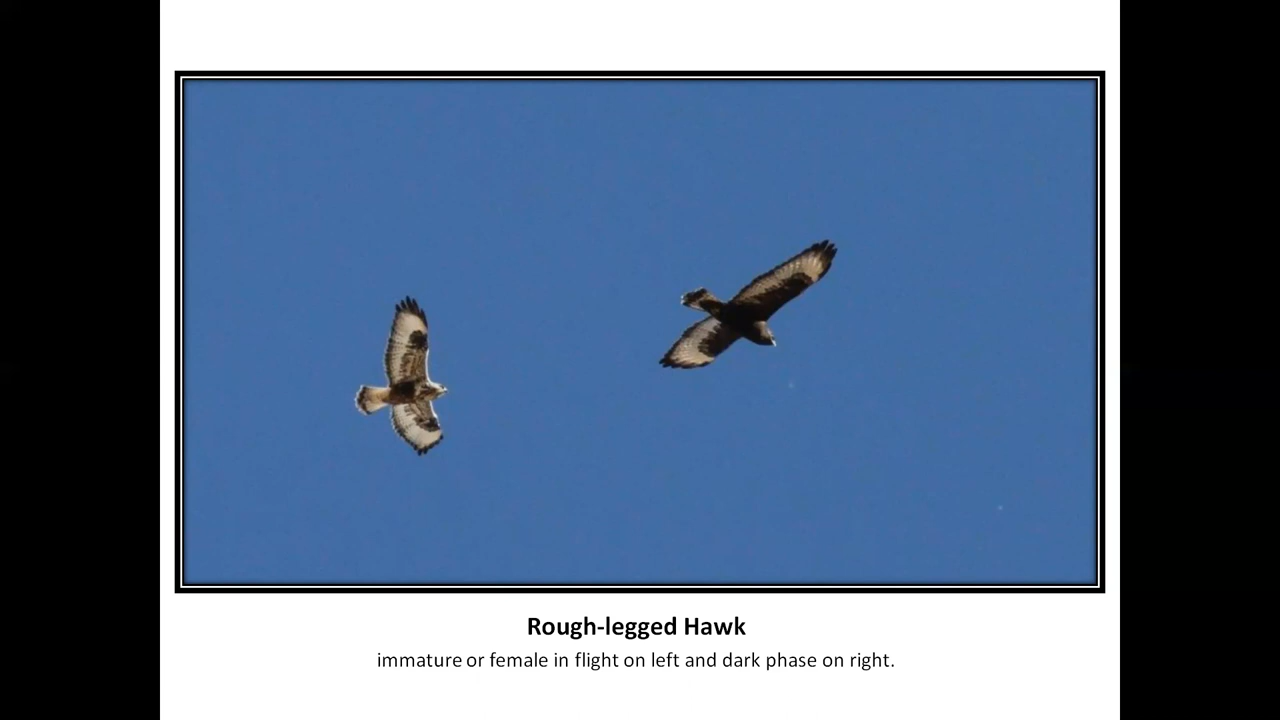 Rough-legged Hawk
immature or female in flight on left and dark phase on right.